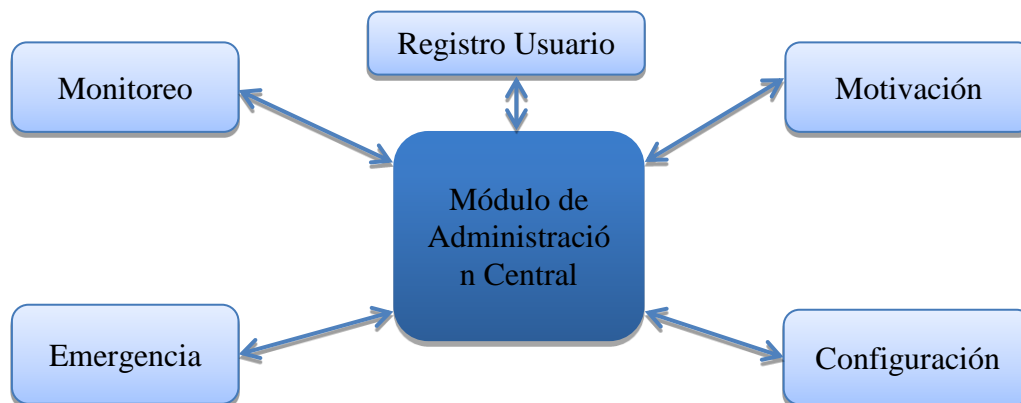 Registro Usuario
Monitoreo
Motivación
Módulo de
Administració
n Central
Emergencia
Configuración